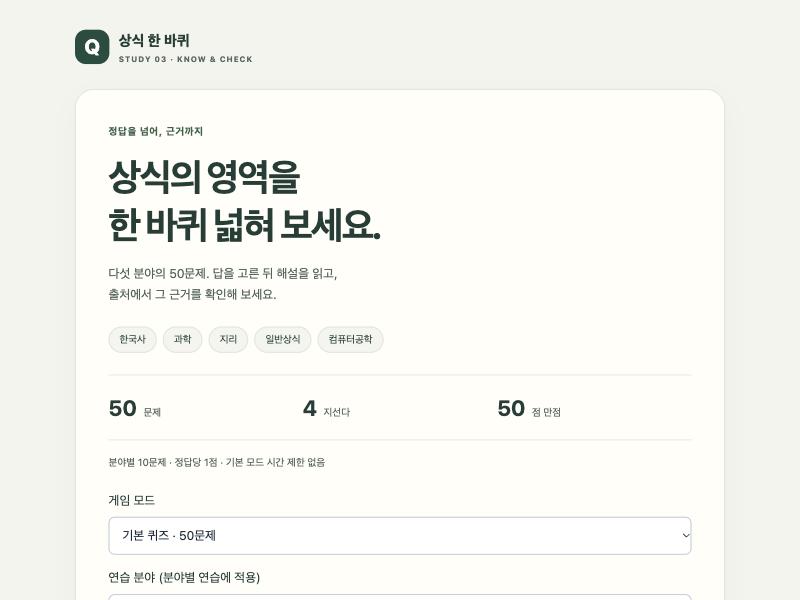 Q
상식 한 바퀴
STUDY 03 · KNOW & CHECK
정답을 넘어, 근거까지
상식의 영역을
한 바퀴 넓혀 보세요.
다섯 분야의 50문제. 답을 고른 뒤 해설을 읽고,
출처에서 그 근거를 확인해 보세요.
한국사 과학 지리 일반상식 컴퓨터공학
50 문제 4 지선다 50 점 만점
분야별 10문제 · 정답당 1점 · 기본 모드 시간 제한 없음
게임 모드
기본 퀴즈 · 50문제
연습 분야 (분야별 연습에 적용)